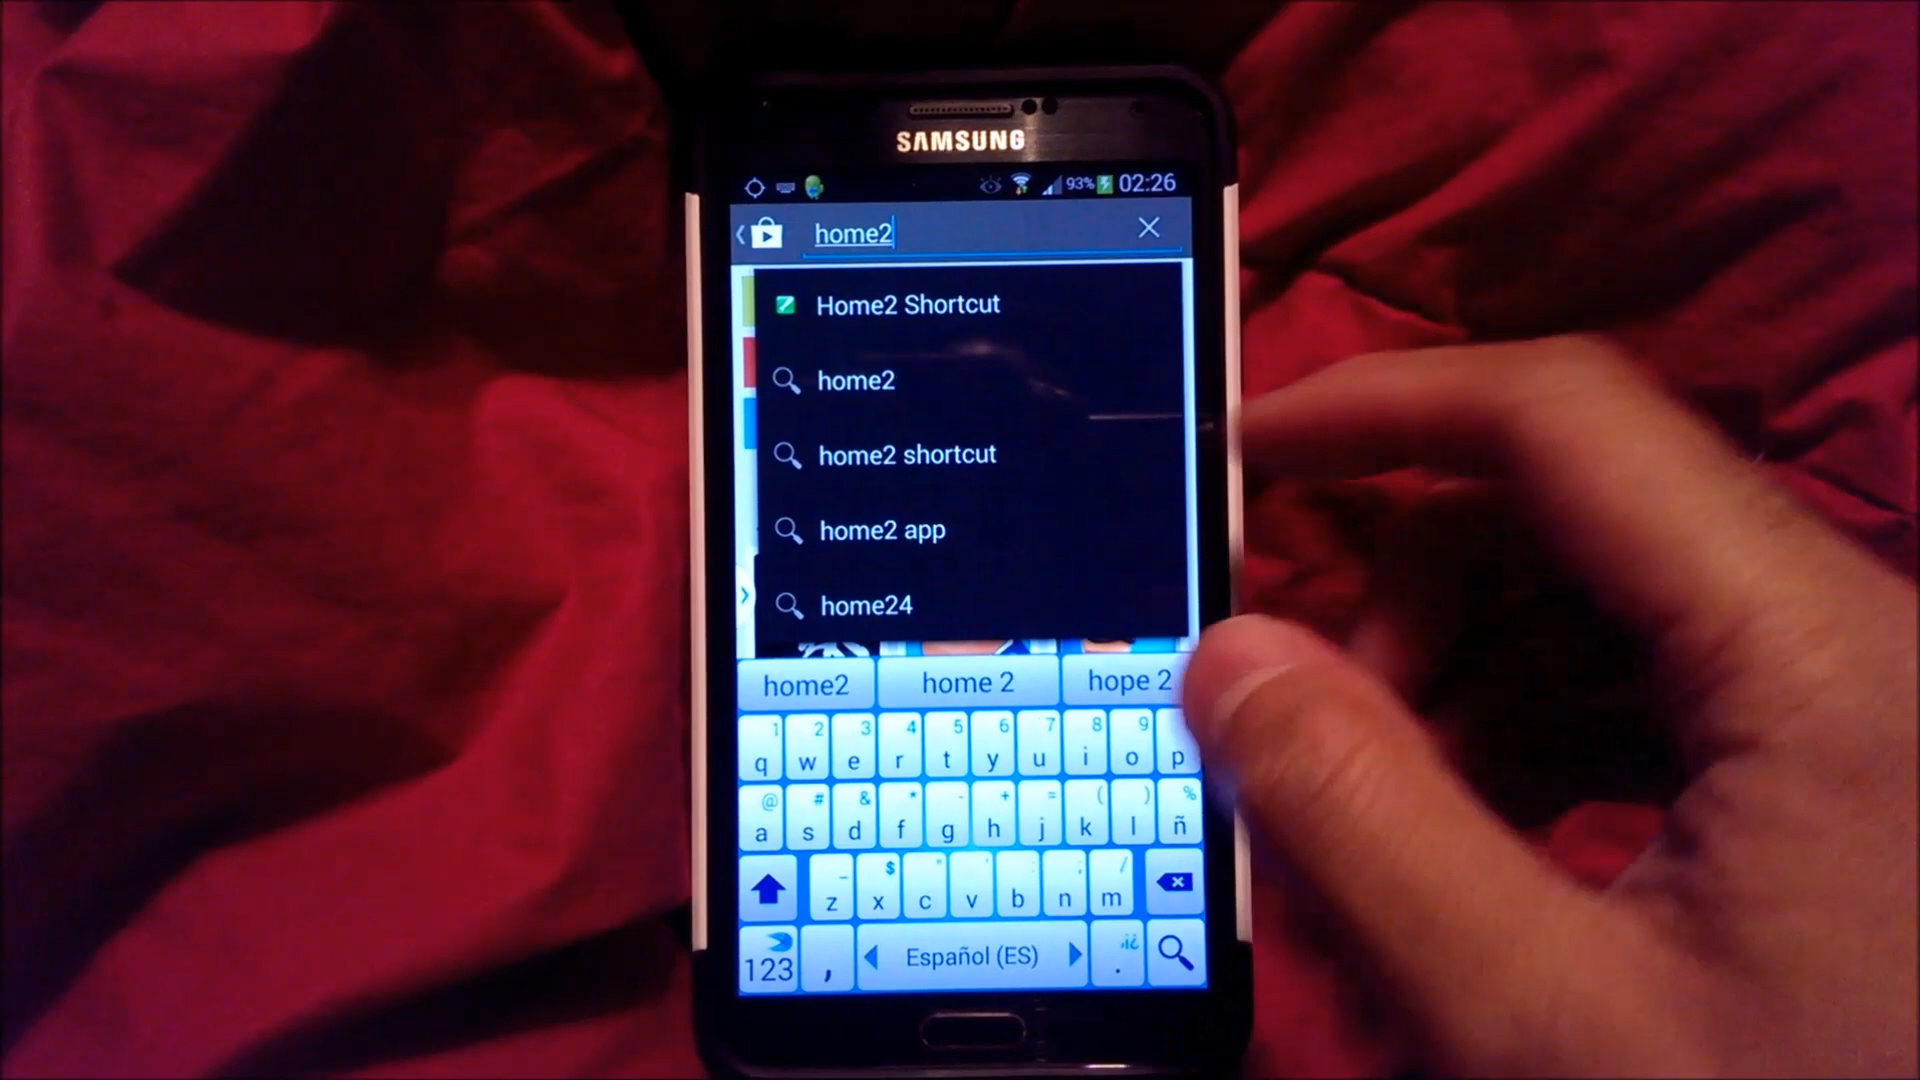 SAMSUNG
93% 02:26
home2
Home2 Shortcut
home2
home2 shortcut
home2 app
home24
home2 home 2 hope 2
1 2 3 4 5 6 7 8 9
q w e r t y u i o p
@ # & * - + = ( ) %
a s d f g h j k l ñ
_ $ " ' : ; /
z x c v b n m
123 , Español (ES) .